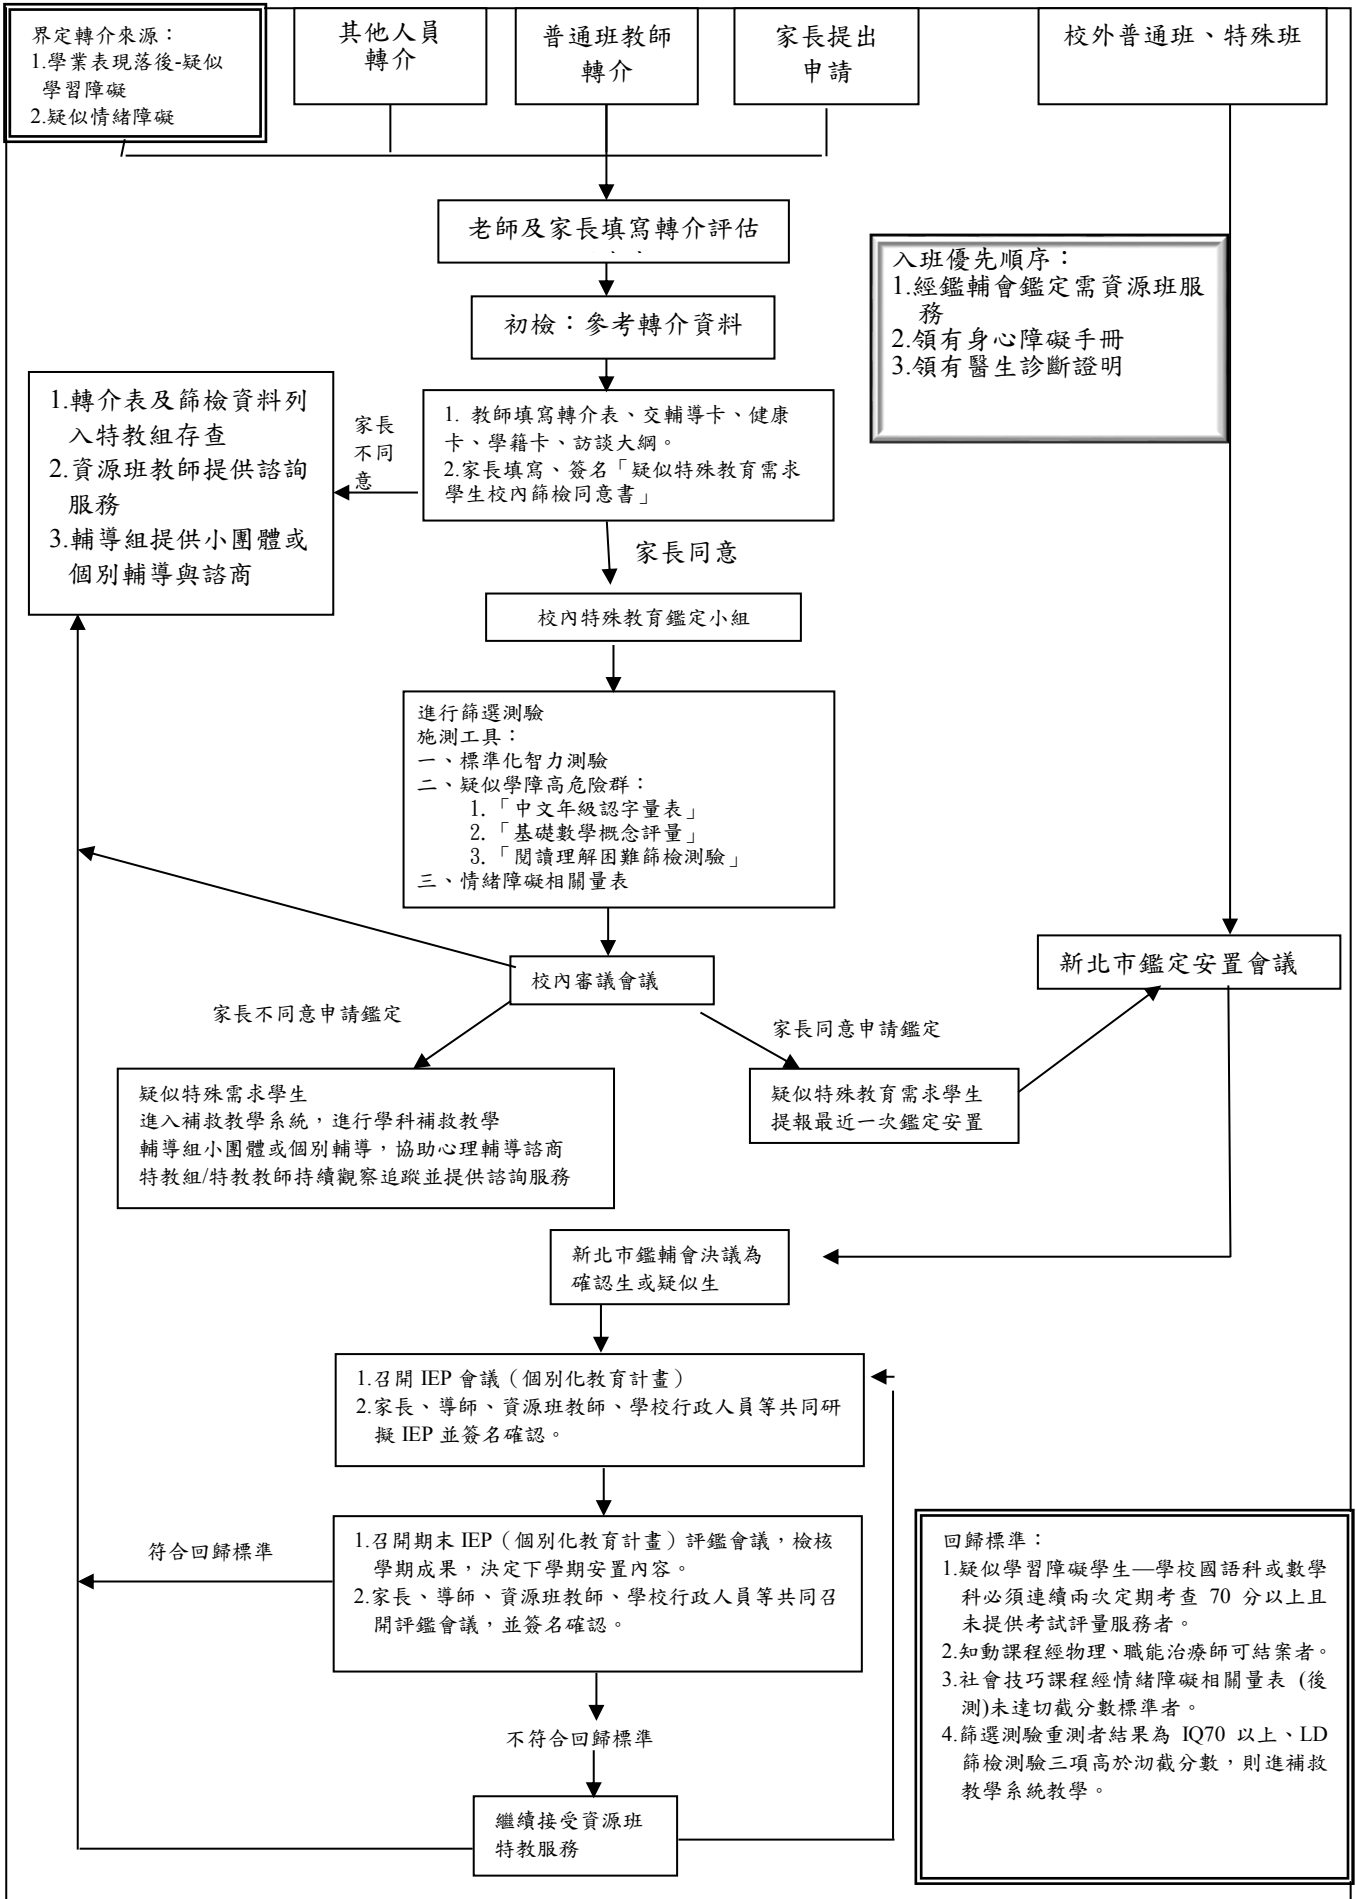 界定轉介來源：
1.學業表現落後-疑似
學習障礙
2.疑似情緒障礙
其他人員
轉介
普通班教師
轉介
家長提出
申請
校外普通班、特殊班
老師及家長填寫轉介評估
入班優先順序：
1.經鑑輔會鑑定需資源班服
務
2.領有身心障礙手冊
3.領有醫生診斷證明
初檢：參考轉介資料
1.轉介表及篩檢資料列
入特教組存查
2.資源班教師提供諮詢
服務
3.輔導組提供小團體或
個別輔導與諮商
家長
不同
意
1. 教師填寫轉介表、交輔導卡、健康
卡、學籍卡、訪談大綱。
2.家長填寫、簽名「疑似特殊教育需求
學生校內篩檢同意書」
家長同意
校內特殊教育鑑定小組
進行篩選測驗
施測工具：
一、標準化智力測驗
二、疑似學障高危險群：
1.「中文年級認字量表」
2.「基礎數學概念評量」
3.「閱讀理解困難篩檢測驗」
三、情緒障礙相關量表
校內審議會議
新北市鑑定安置會議
家長不同意申請鑑定
家長同意申請鑑定
疑似特殊需求學生
進入補救教學系統，進行學科補救教學
輔導組小團體或個別輔導，協助心理輔導諮商
特教組/特教教師持續觀察追蹤並提供諮詢服務
疑似特殊教育需求學生
提報最近一次鑑定安置
新北市鑑輔會決議為
確認生或疑似生
1.召開 IEP 會議（個別化教育計畫）
2.家長、導師、資源班教師、學校行政人員等共同研
擬 IEP 並簽名確認。
符合回歸標準
1.召開期末 IEP（個別化教育計畫）評鑑會議，檢核
學期成果，決定下學期安置內容。
2.家長、導師、資源班教師、學校行政人員等共同召
開評鑑會議，並簽名確認。
不符合回歸標準
繼續接受資源班
特教服務
回歸標準：
1.疑似學習障礙學生—學校國語科或數學
科必須連續兩次定期考查 70 分以上且
未提供考試評量服務者。
2.知動課程經物理、職能治療師可結案者。
3.社會技巧課程經情緒障礙相關量表 (後
測)未達切截分數標準者。
4.篩選測驗重測者結果為 IQ70 以上、LD
篩檢測驗三項高於沏截分數，則進補救
教學系統教學。